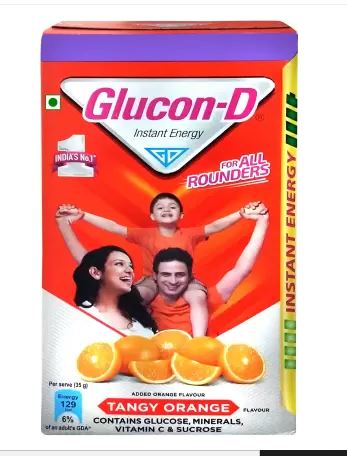 Glucon-D®
Instant Energy
1
INDIA'S No.1*
FOR ALL
ROUNDERS
INSTANT ENERGY
Per serve (35 g)
Energy
129
6%
of an adult's GDA*
ADDED ORANGE FLAVOUR
TANGY ORANGE FLAVOUR
CONTAINS GLUCOSE, MINERALS,
VITAMIN C & SUCROSE